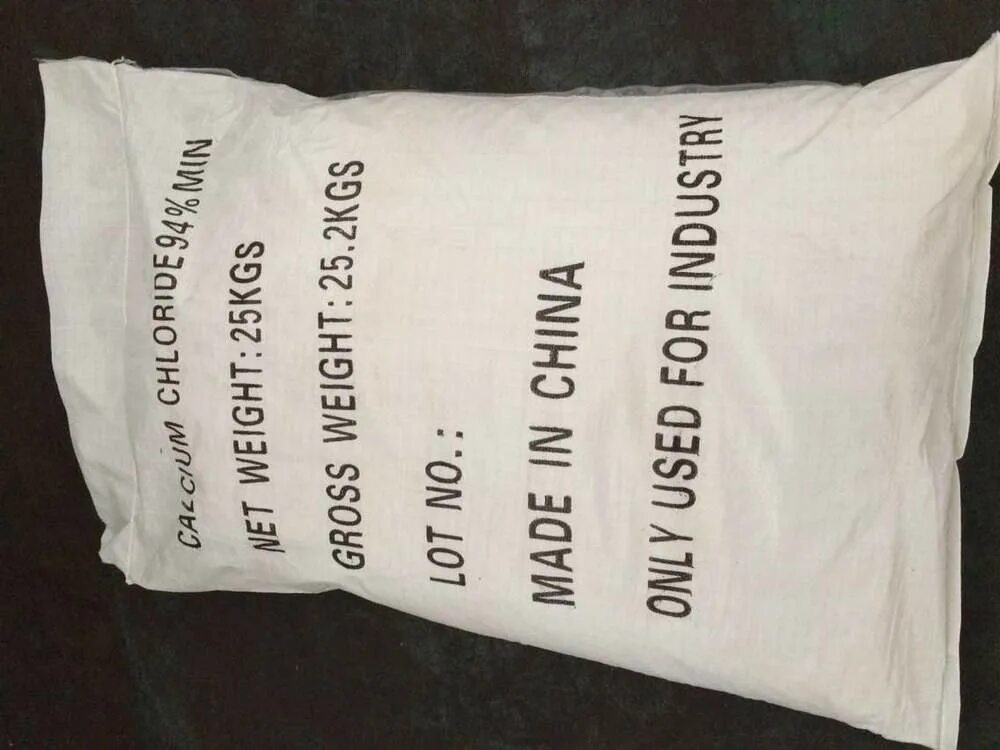 CALCIUM CHLORIDE 94% MIN
NET WEIGHT: 25KGS
GROSS WEIGHT: 25.2KGS
LOT NO.:
MADE IN CHINA
ONLY USED FOR INDUSTRY